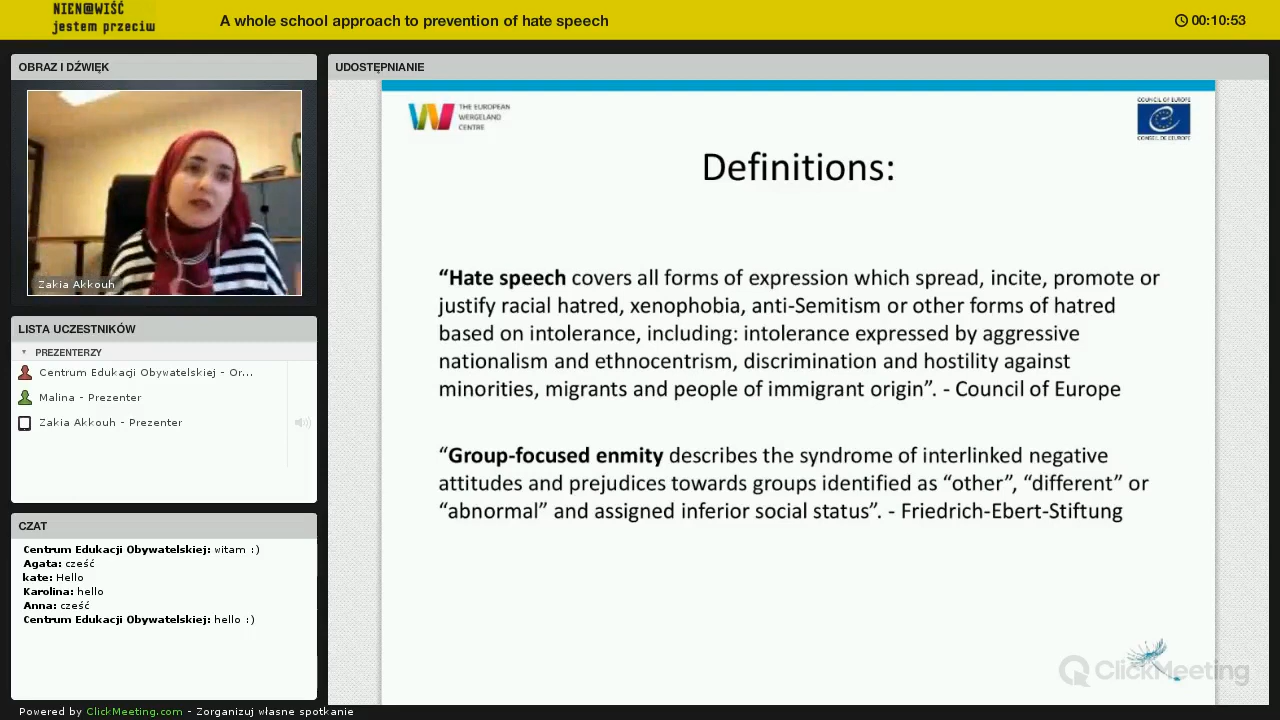 NIEN@WIŚĆ
jestem przeciw
A whole school approach to prevention of hate speech
00:10:53
OBRAZ I DŹWIĘK
Zakia Akkouh
LISTA UCZESTNIKÓW
PREZENTERZY
Centrum Edukacji Obywatelskiej - Or...
Malina - Prezenter
Zakia Akkouh - Prezenter
CZAT
Centrum Edukacji Obywatelskiej: witam :)
Agata: cześć
kate: Hello
Karolina: hello
Anna: cześć
Centrum Edukacji Obywatelskiej: hello :)
UDOSTĘPNIANIE
THE EUROPEAN
WERGELAND
CENTRE
COUNCIL OF EUROPE
CONSEIL DE L'EUROPE
Definitions:
“Hate speech covers all forms of expression which spread, incite, promote or
justify racial hatred, xenophobia, anti-Semitism or other forms of hatred
based on intolerance, including: intolerance expressed by aggressive
nationalism and ethnocentrism, discrimination and hostility against
minorities, migrants and people of immigrant origin”. - Council of Europe
“Group-focused enmity describes the syndrome of interlinked negative
attitudes and prejudices towards groups identified as “other”, “different” or
“abnormal” and assigned inferior social status”. - Friedrich-Ebert-Stiftung
ClickMeeting
Powered by ClickMeeting.com - Zorganizuj własne spotkanie